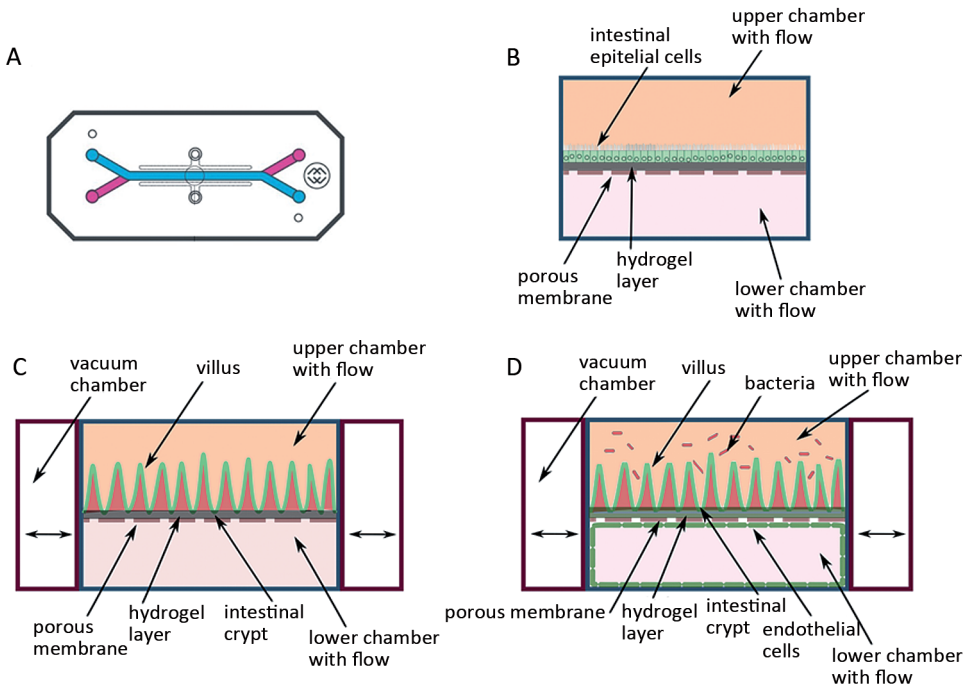 A
B
intestinal
epitelial cells
upper chamber
with flow
porous
membrane
hydrogel
layer
lower chamber
with flow
C
vacuum
chamber
villus
upper chamber
with flow
porous
membrane
hydrogel
layer
intestinal
crypt
lower chamber
with flow
D
vacuum
chamber
villus
bacteria
upper chamber
with flow
porous membrane
hydrogel
layer
intestinal
crypt
endothelial
cells
lower chamber
with flow